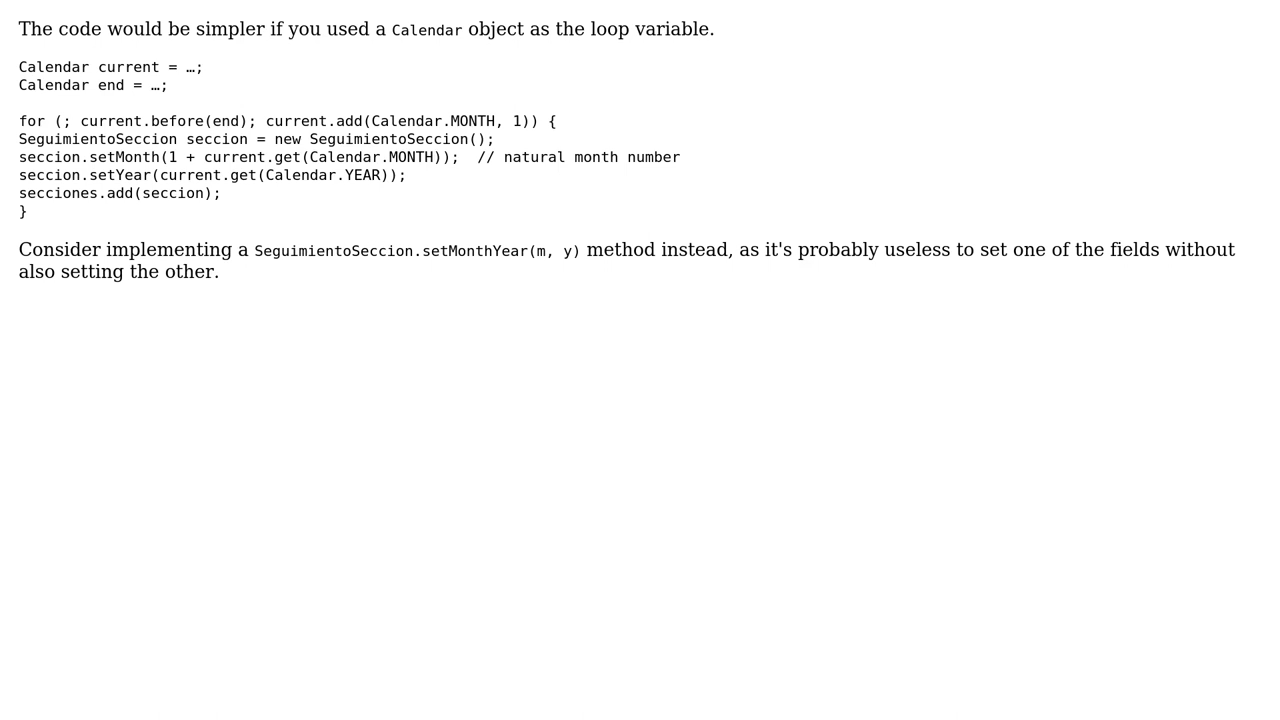 The code would be simpler if you used a Calendar object as the loop variable.
Calendar current = …;
Calendar end = …;
for (; current.before(end); current.add(Calendar.MONTH, 1)) {
SeguimientoSeccion seccion = new SeguimientoSeccion();
seccion.setMonth(1 + current.get(Calendar.MONTH));  // natural month number
seccion.setYear(current.get(Calendar.YEAR));
secciones.add(seccion);
}
Consider implementing a SeguimientoSeccion.setMonthYear(m, y) method instead, as it's probably useless to set one of the fields without
also setting the other.